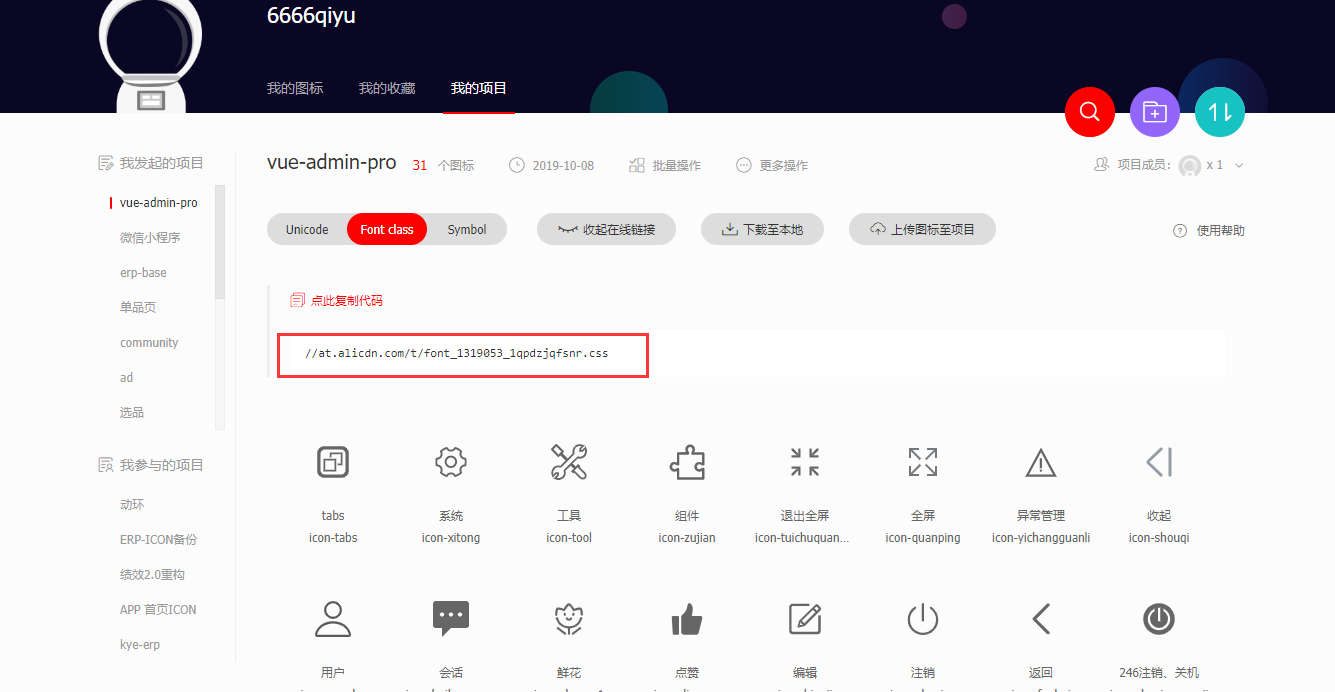 6666qiyu
我的图标 我的收藏 我的项目
我发起的项目
vue-admin-pro
微信小程序
erp-base
单品页
community
ad
选品
我参与的项目
动环
ERP-ICON备份
绩效2.0重构
APP 首页ICON
kye-erp
vue-admin-pro 31 个图标 2019-10-08 批量操作 更多操作 项目成员: x 1
Unicode Font class Symbol 收起在线链接 下载至本地 上传图标至项目 使用帮助
点此复制代码
//at.alicdn.com/t/font_1319053_1qpdzjqfsnr.css
tabs 系统 工具 组件 退出全屏 全屏 异常管理 收起
icon-tabs icon-xitong icon-tool icon-zujian icon-tuichuquan... icon-quanping icon-yichangguanli icon-shouqi
用户 会话 鲜花 点赞 编辑 注销 返回 246注销、关机